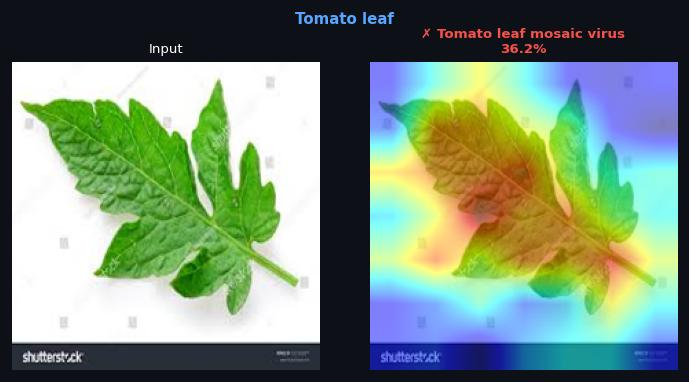 Tomato leaf
Input
✗ Tomato leaf mosaic virus
36.2%
shutterstock
shutterstock